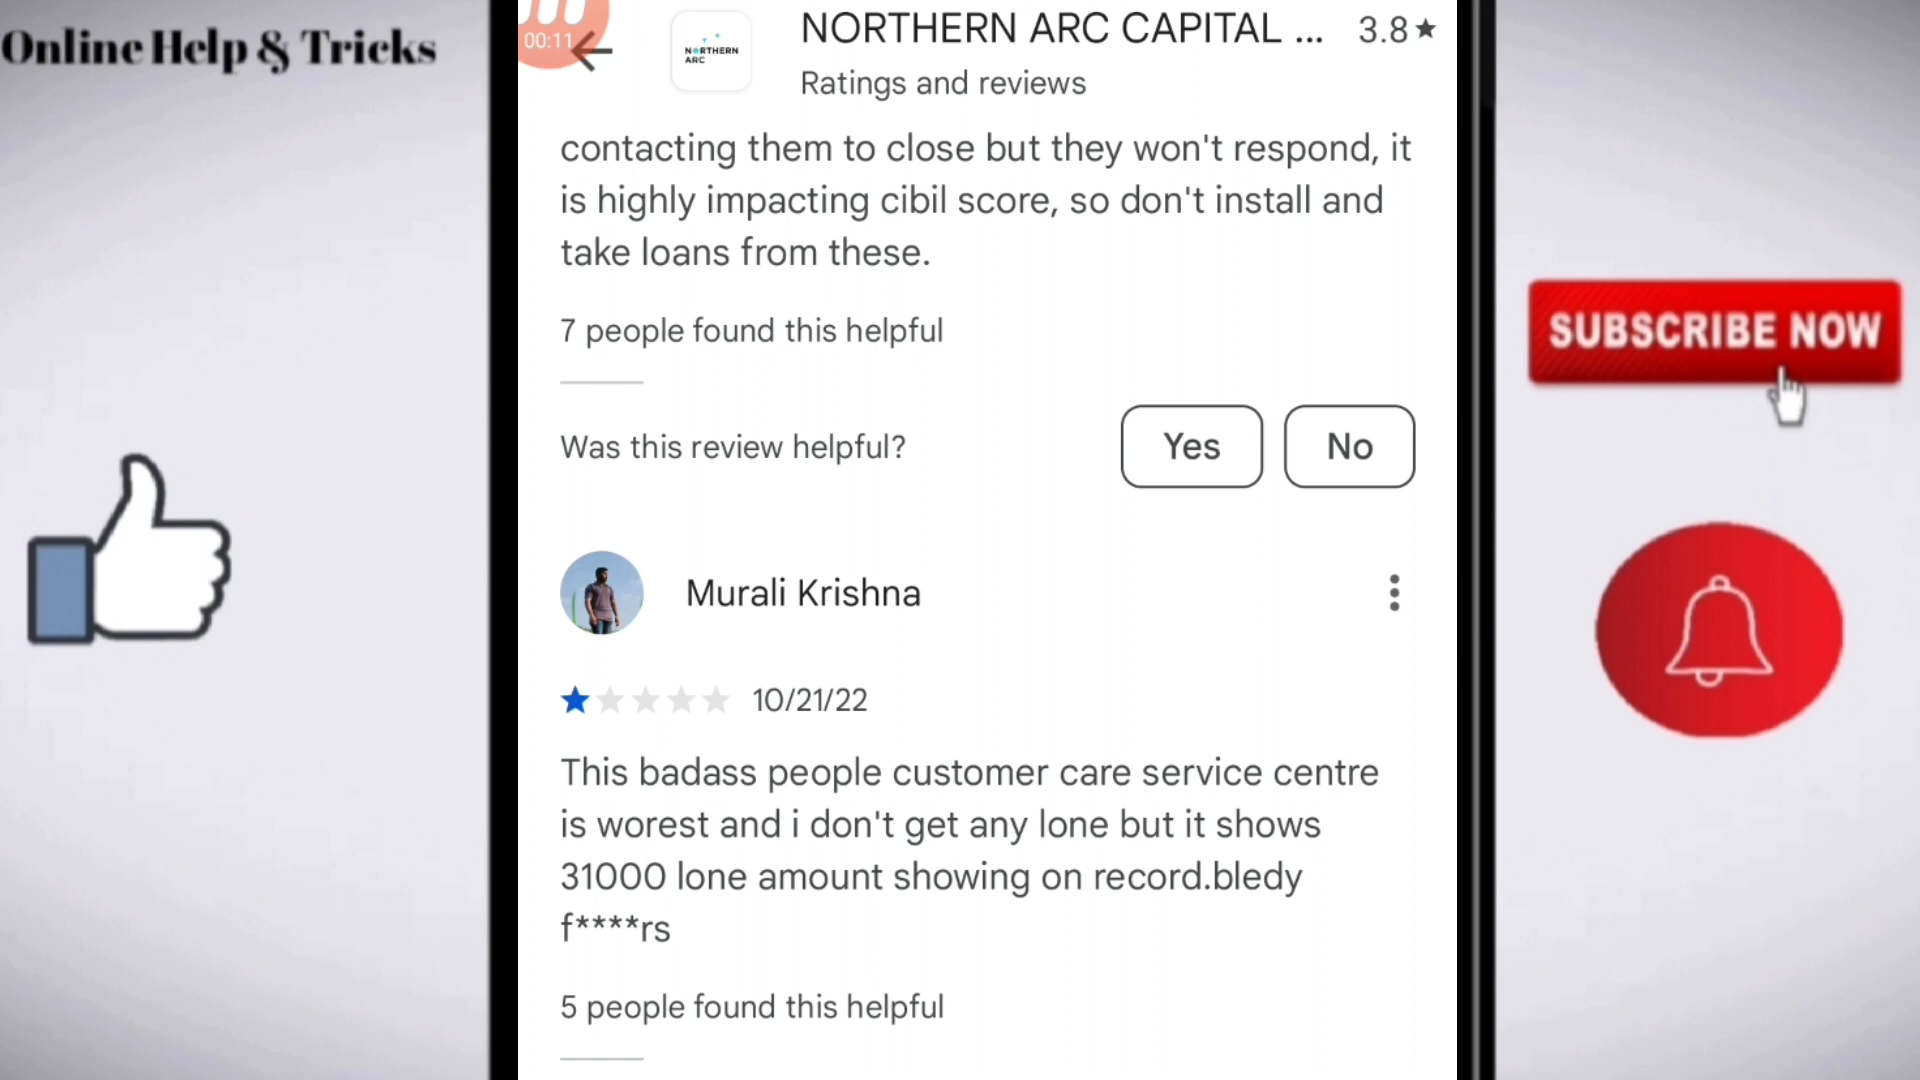 Online Help & Tricks
00:11
NORTHERN
ARC
NORTHERN ARC CAPITAL ... 3.8★
Ratings and reviews
contacting them to close but they won't respond, it
is highly impacting cibil score, so don't install and
take loans from these.
7 people found this helpful
Was this review helpful? Yes No
Murali Krishna
10/21/22
This badass people customer care service centre
is worest and i don't get any lone but it shows
31000 lone amount showing on record.bledy
f****rs
5 people found this helpful
SUBSCRIBE NOW